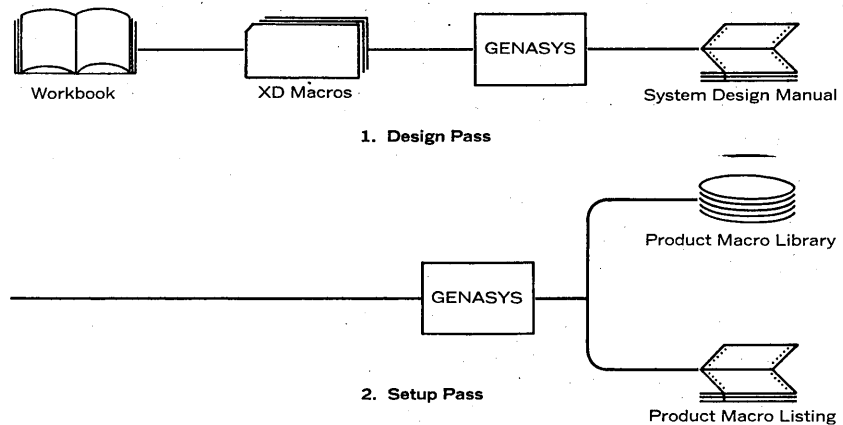 GENASYS
Workbook
XD Macros
System Design Manual
1. Design Pass
Product Macro Library
GENASYS
2. Setup Pass
Product Macro Listing